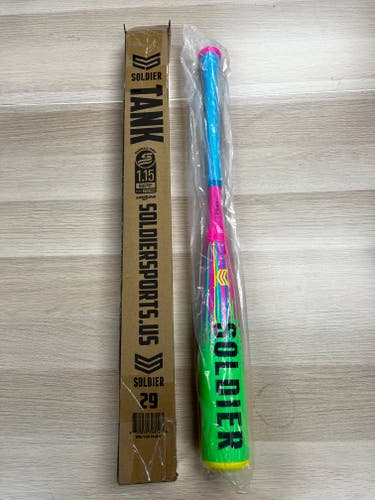 SOLDIER
TANK
1.15
SOLDIERSPORTS.US
SOLDIER
29
SOLDIER